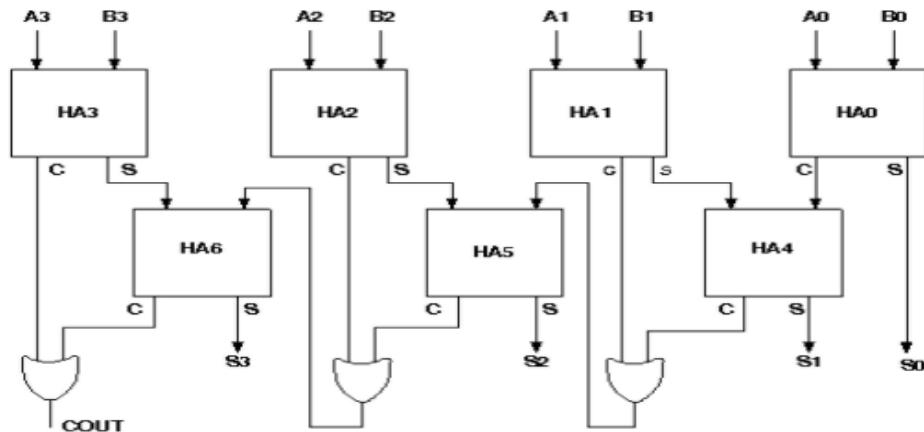 A3 B3 A2 B2 A1 B1 A0 B0
HA3 HA2 HA1 HA0
C S C S C S C S
HA6 HA5 HA4
C S C S C S
S3 S2 S1 S0
COUT